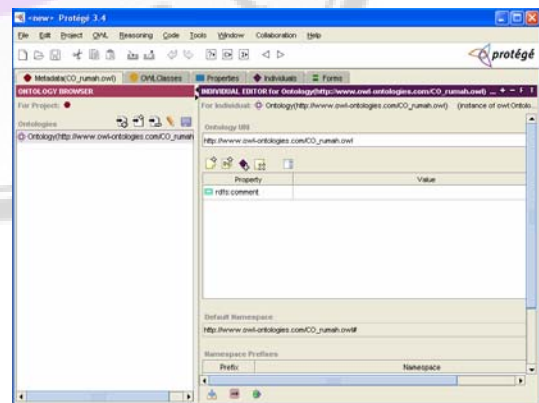 <new> Protégé 3.4
File Edit Project OWL Reasoning Code Tools Window Collaboration Help
protégé
Metadata(CO_rumah.owl) OWLClasses Properties Individuals Forms
ONTOLOGY BROWSER
INDIVIDUAL EDITOR for Ontology(http://www.owl-ontologies.com/CO_rumah.owl)
For Project:
For Individual: Ontology(http://www.owl-ontologies.com/CO_rumah.owl) (instance of owl:Ontolo...
Ontologies
Ontology(http://www.owl-ontologies.com/CO_rumah
Ontology URI
http://www.owl-ontologies.com/CO_rumah.owl
Property Value
rdfs:comment
Default Namespace
http://www.owl-ontologies.com/CO_rumah.owl#
Namespace Prefixes
Prefix Namespace